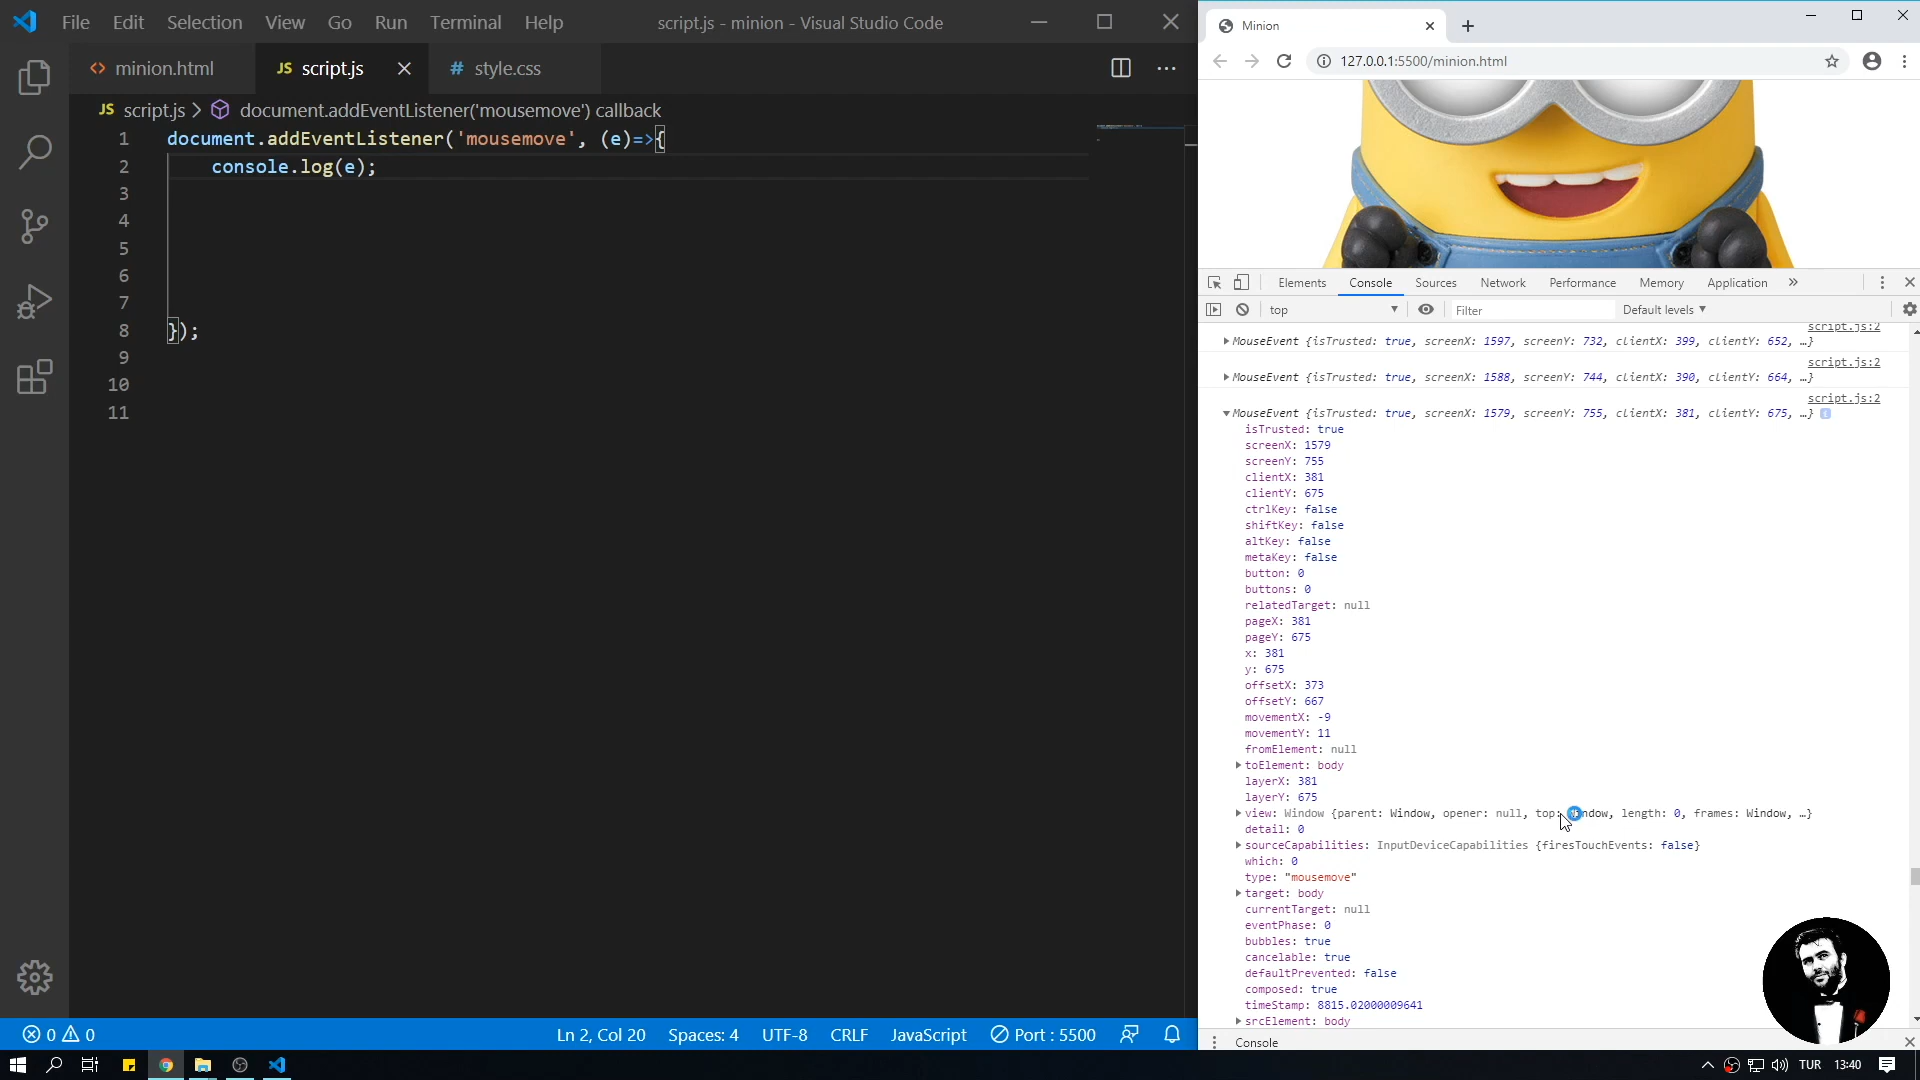 File Edit Selection View Go Run Terminal Help script.js - minion - Visual Studio Code
<> minion.html JS script.js # style.css
JS script.js > document.addEventListener('mousemove') callback
1 document.addEventListener('mousemove', (e)=>{
2 console.log(e);
3
4
5
6
7
8 });
9
10
11
0 0 Ln 2, Col 20 Spaces: 4 UTF-8 CRLF JavaScript Port : 5500
Minion
127.0.0.1:5500/minion.html
Elements Console Sources Network Performance Memory Application »
top Filter Default levels
script.js:2
MouseEvent {isTrusted: true, screenX: 1597, screenY: 732, clientX: 399, clientY: 652, …}
script.js:2
MouseEvent {isTrusted: true, screenX: 1588, screenY: 744, clientX: 390, clientY: 664, …}
script.js:2
MouseEvent {isTrusted: true, screenX: 1579, screenY: 755, clientX: 381, clientY: 675, …}
isTrusted: true
screenX: 1579
screenY: 755
clientX: 381
clientY: 675
ctrlKey: false
shiftKey: false
altKey: false
metaKey: false
button: 0
buttons: 0
relatedTarget: null
pageX: 381
pageY: 675
x: 381
y: 675
offsetX: 373
offsetY: 667
movementX: -9
movementY: 11
fromElement: null
toElement: body
layerX: 381
layerY: 675
view: Window {parent: Window, opener: null, top: Window, length: 0, frames: Window, …}
detail: 0
sourceCapabilities: InputDeviceCapabilities {firesTouchEvents: false}
which: 0
type: "mousemove"
target: body
currentTarget: null
eventPhase: 0
bubbles: true
cancelable: true
defaultPrevented: false
composed: true
timeStamp: 8815.02000009641
srcElement: body
Console
TUR 13:40